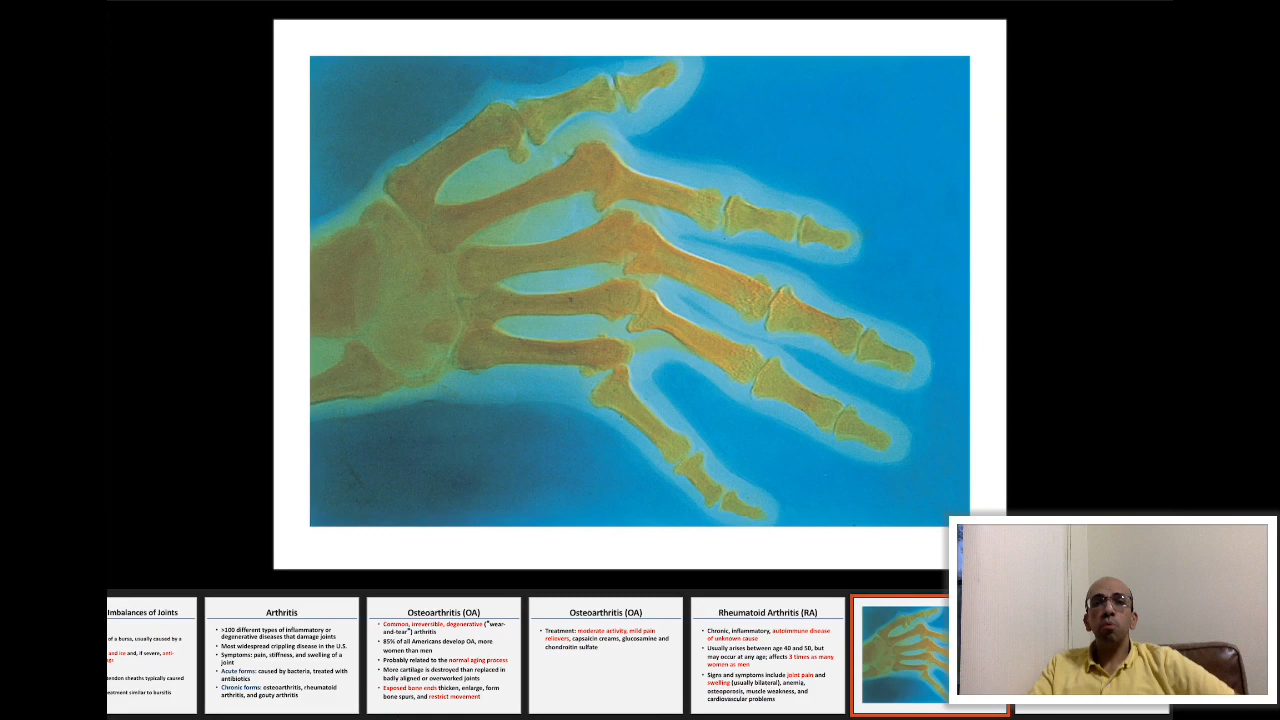 Imbalances of Joints
of a bursa, usually caused by a
and ice and, if severe, anti-
tendon sheaths typically caused
treatment similar to bursitis
Arthritis
• >100 different types of inflammatory or
degenerative diseases that damage joints
• Most widespread crippling disease in the U.S.
• Symptoms: pain, stiffness, and swelling of a
joint
• Acute forms: caused by bacteria, treated with
antibiotics
• Chronic forms: osteoarthritis, rheumatoid
arthritis, and gouty arthritis
Osteoarthritis (OA)
• Common, irreversible, degenerative ("wear-
and-tear") arthritis
• 85% of all Americans develop OA, more
women than men
• Probably related to the normal aging process
• More cartilage is destroyed than replaced in
badly aligned or overworked joints
• Exposed bone ends thicken, enlarge, form
bone spurs, and restrict movement
Osteoarthritis (OA)
• Treatment: moderate activity, mild pain
relievers, capsaicin creams, glucosamine and
chondroitin sulfate
Rheumatoid Arthritis (RA)
• Chronic, inflammatory, autoimmune disease
of unknown cause
• Usually arises between age 40 and 50, but
may occur at any age; affects 3 times as many
women as men
• Signs and symptoms include joint pain and
swelling (usually bilateral), anemia,
osteoporosis, muscle weakness, and
cardiovascular problems